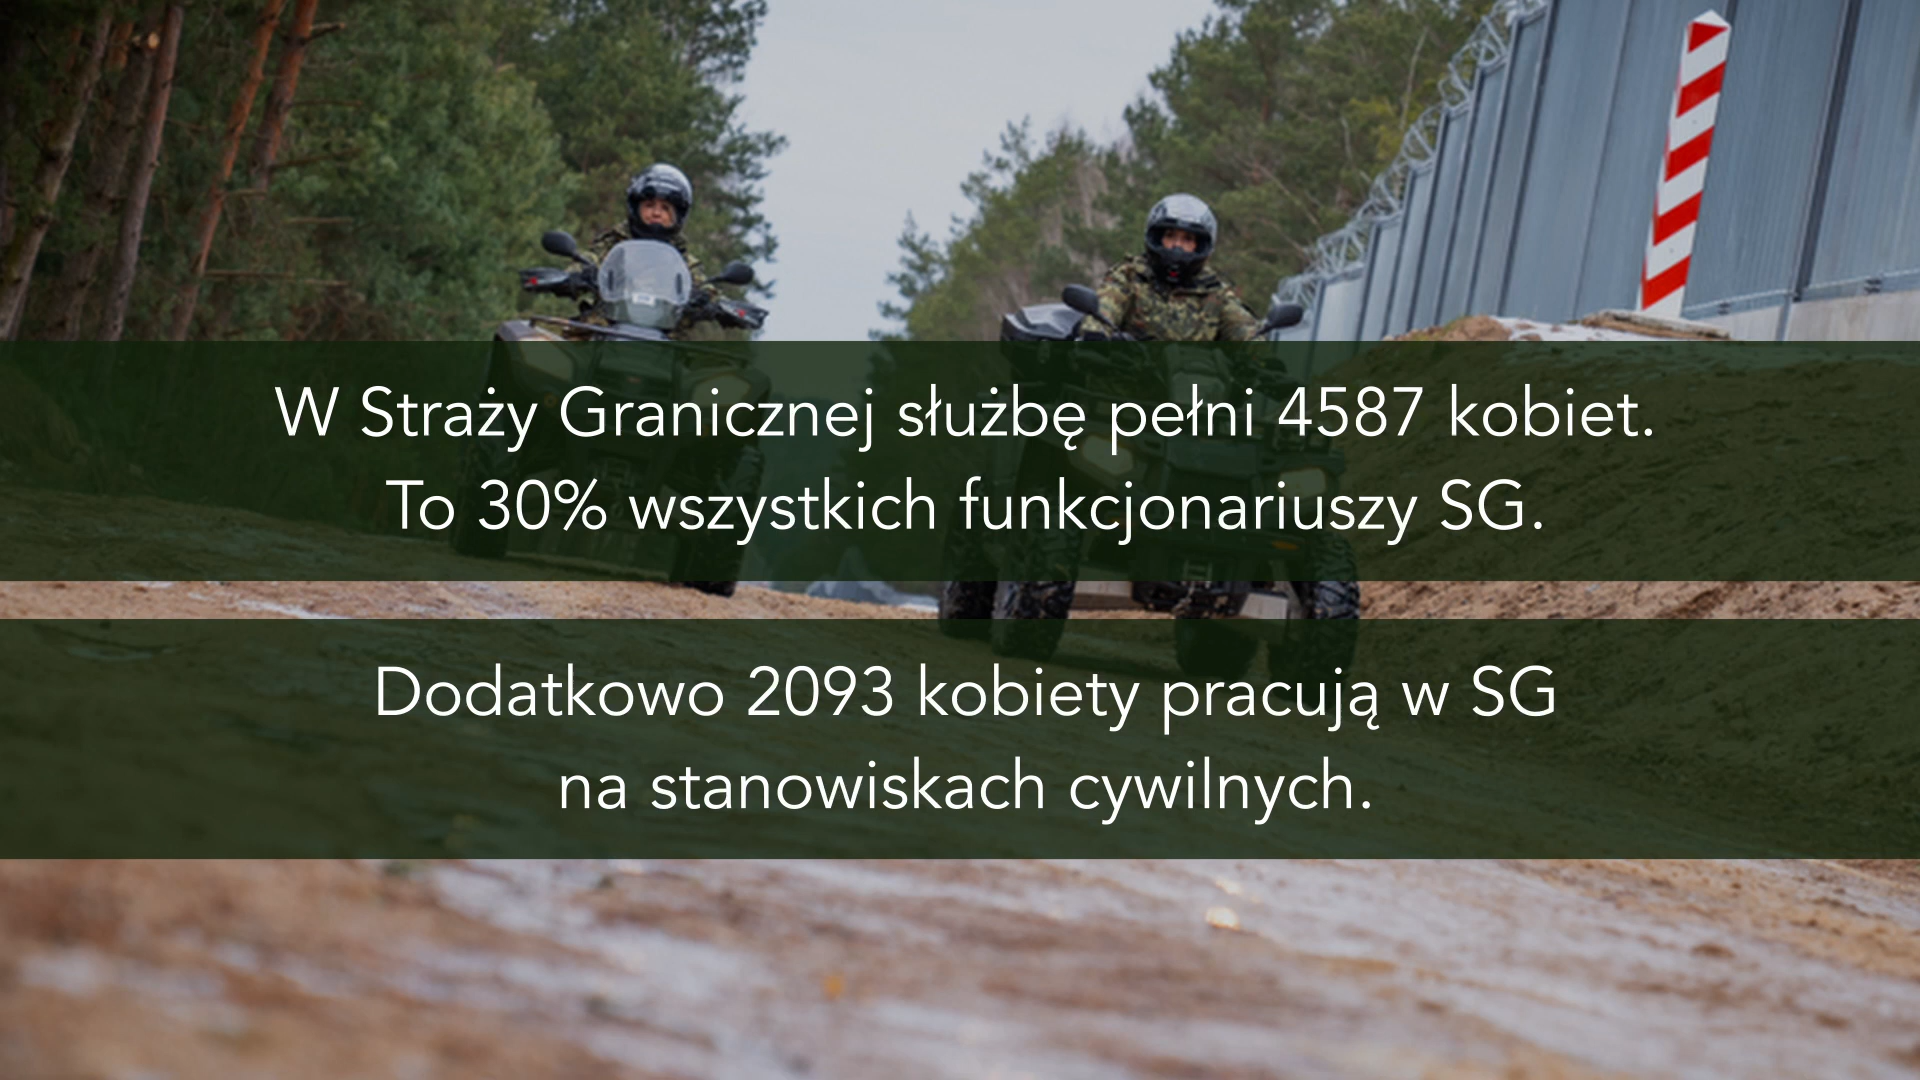 W Straży Granicznej służbę pełni 4587 kobiet.
To 30% wszystkich funkcjonariuszy SG.
Dodatkowo 2093 kobiety pracują w SG
na stanowiskach cywilnych.